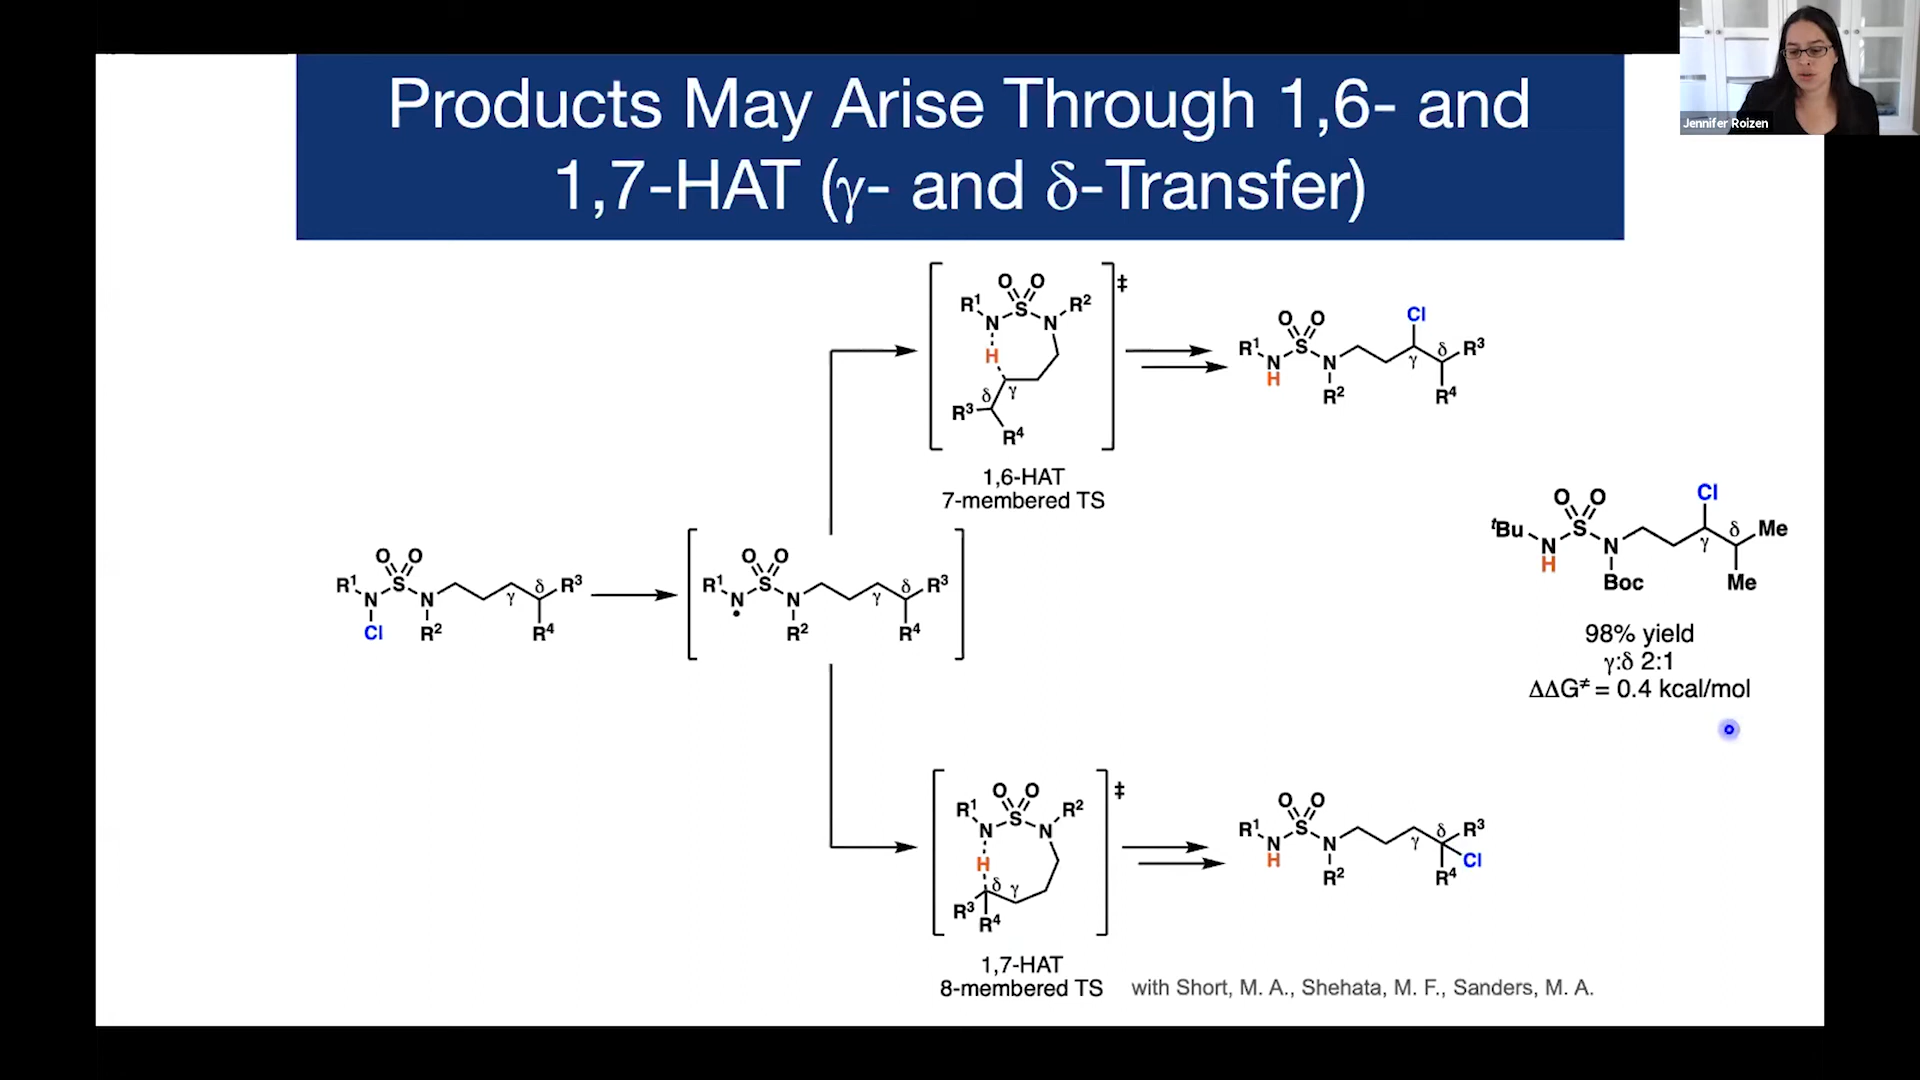 Products May Arise Through 1,6- and
1,7-HAT (γ- and δ-Transfer)
Jennifer Roizen
O O
R¹ N S N R²
H
δ γ
R³
R⁴
‡
1,6-HAT
7-membered TS
Cl
O O
R¹ N S N γ δ R³
H R² R⁴
O O
R¹ N S N γ δ R³
Cl R² R⁴
O O
R¹ N S N γ δ R³
• R² R⁴
Cl
O O
ᵗBu N S N γ δ Me
H Boc Me
98% yield
γ:δ 2:1
ΔΔG≠ = 0.4 kcal/mol
O O
R¹ N S N R²
H
δ γ
R³ R⁴
‡
1,7-HAT
8-membered TS
O O
R¹ N S N γ δ R³
H R² R⁴ Cl
with Short, M. A., Shehata, M. F., Sanders, M. A.